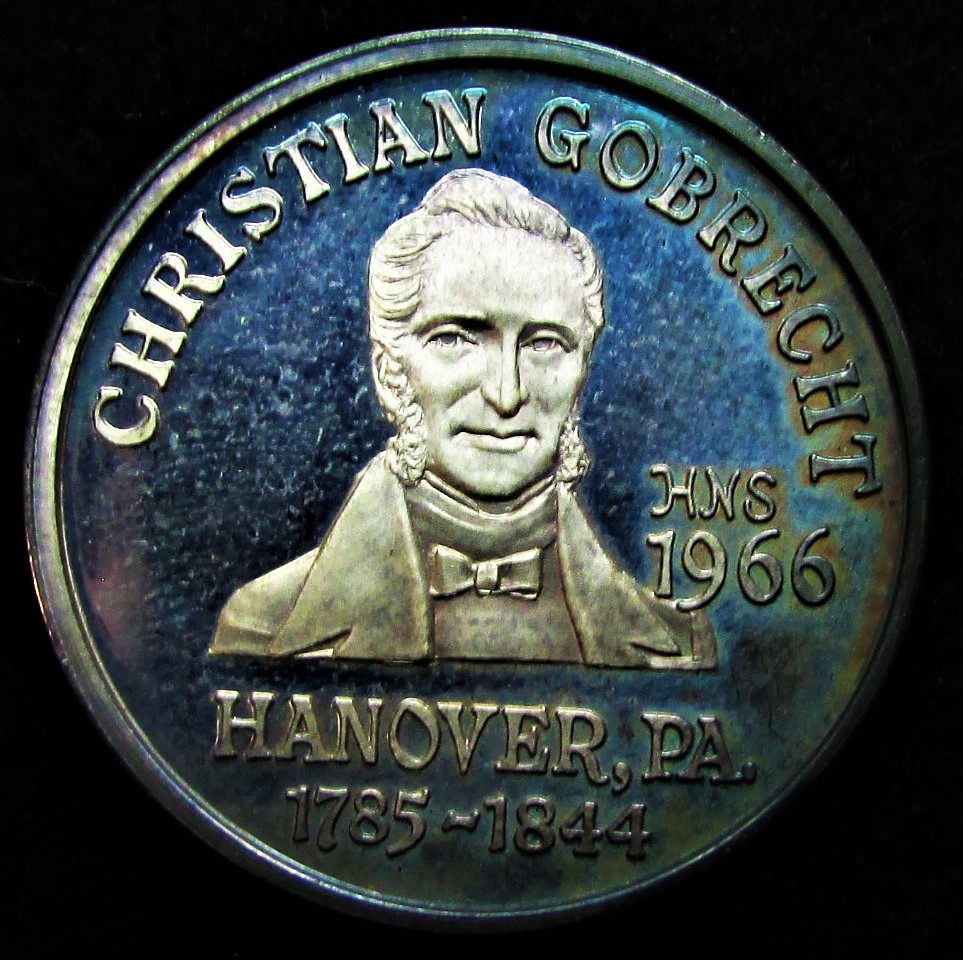 CHRISTIAN GOBRECHT
HNS
1966
HANOVER, PA.
1785-1844